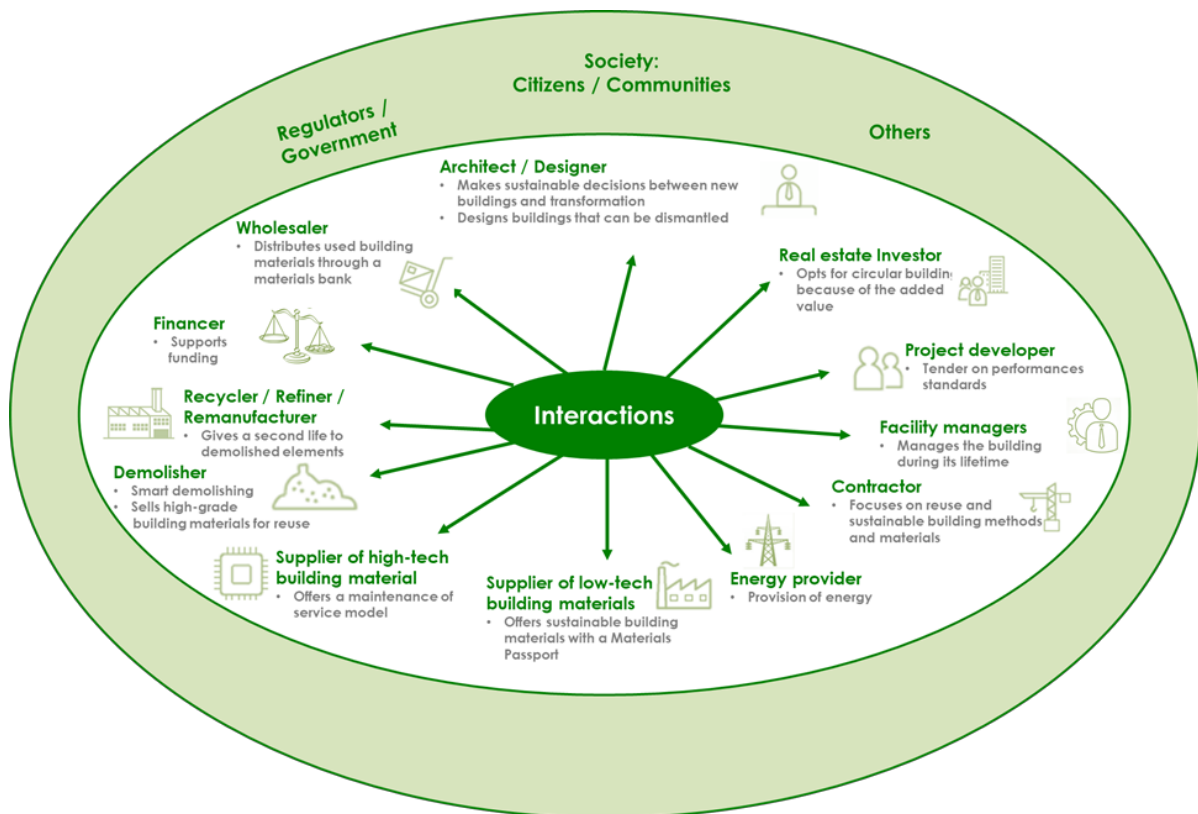 Society:
Citizens / Communities
Regulators /
Government
Others
Architect / Designer
• Makes sustainable decisions between new
buildings and transformation
• Designs buildings that can be dismantled
Wholesaler
• Distributes used building
materials through a
materials bank
Real estate Investor
• Opts for circular building
because of the added
value
Financer
• Supports
funding
Project developer
• Tender on performances
standards
Recycler / Refiner /
Remanufacturer
• Gives a second life to
demolished elements
Interactions
Facility managers
• Manages the building
during its lifetime
Demolisher
• Smart demolishing
• Sells high-grade
building materials for reuse
Contractor
• Focuses on reuse and
sustainable building methods
and materials
Supplier of high-tech
building material
• Offers a maintenance of
service model
Supplier of low-tech
building materials
• Offers sustainable building
materials with a Materials
Passport
Energy provider
• Provision of energy